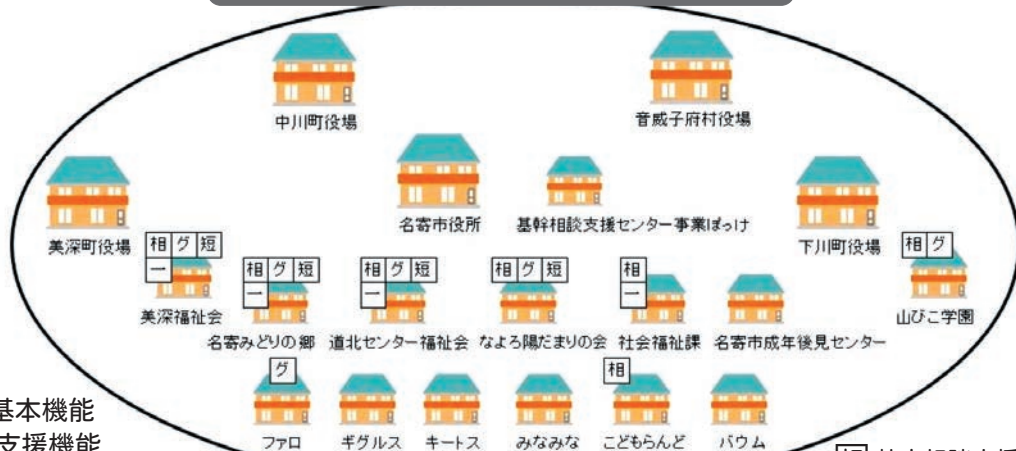 中川町役場
音威子府村役場
美深町役場
名寄市役所
基幹相談支援センター事業ぽっけ
下川町役場
相 グ 短
一
美深福祉会
相 グ 短
一
名寄みどりの郷
相 グ 短
一
道北センター福祉会
相 グ 短
なよろ陽だまりの会
相
一
社会福祉課
名寄市成年後見センター
相 グ
山びこ学園
グ
ファロ
ギグルス
キートス
みなみな
相
こどもらんど
バウム
基本機能
支援機能